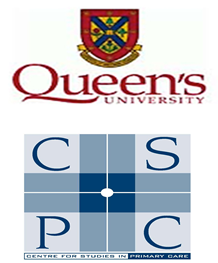 Queen's
UNIVERSITY
C S
P C
CENTRE FOR STUDIES IN PRIMARY CARE